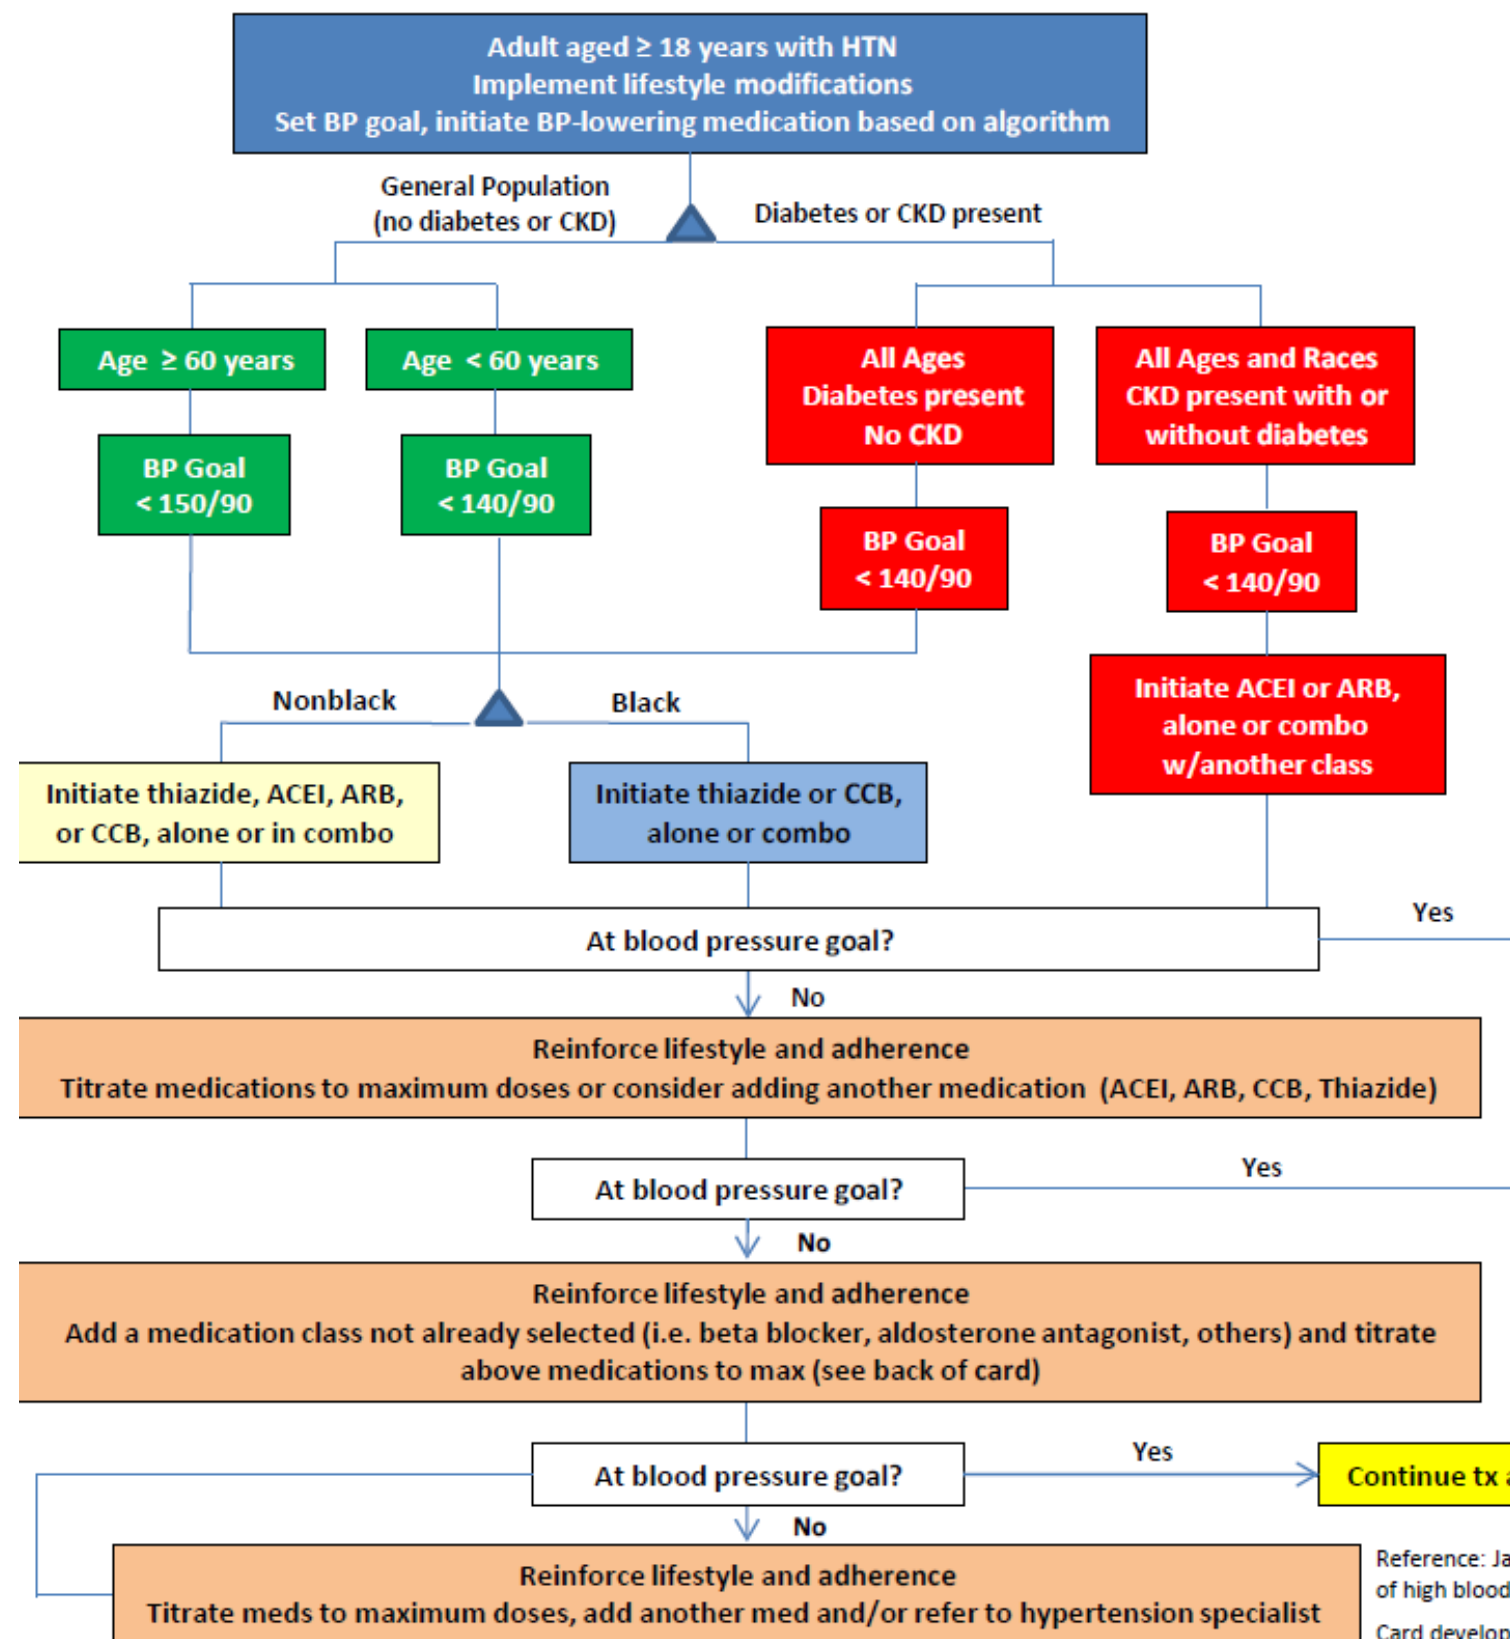 Adult aged ≥ 18 years with HTN
Implement lifestyle modifications
Set BP goal, initiate BP-lowering medication based on algorithm
General Population
(no diabetes or CKD)
Diabetes or CKD present
Age ≥ 60 years
Age < 60 years
All Ages
Diabetes present
No CKD
All Ages and Races
CKD present with or
without diabetes
BP Goal
< 150/90
BP Goal
< 140/90
BP Goal
< 140/90
BP Goal
< 140/90
Initiate ACEI or ARB,
alone or combo
w/another class
Nonblack
Black
Initiate thiazide, ACEI, ARB,
or CCB, alone or in combo
Initiate thiazide or CCB,
alone or combo
At blood pressure goal?
Yes
No
Reinforce lifestyle and adherence
Titrate medications to maximum doses or consider adding another medication (ACEI, ARB, CCB, Thiazide)
At blood pressure goal?
Yes
No
Reinforce lifestyle and adherence
Add a medication class not already selected (i.e. beta blocker, aldosterone antagonist, others) and titrate
above medications to max (see back of card)
At blood pressure goal?
Yes
Continue tx
No
Reinforce lifestyle and adherence
Titrate meds to maximum doses, add another med and/or refer to hypertension specialist
Reference:
of high blood
Card